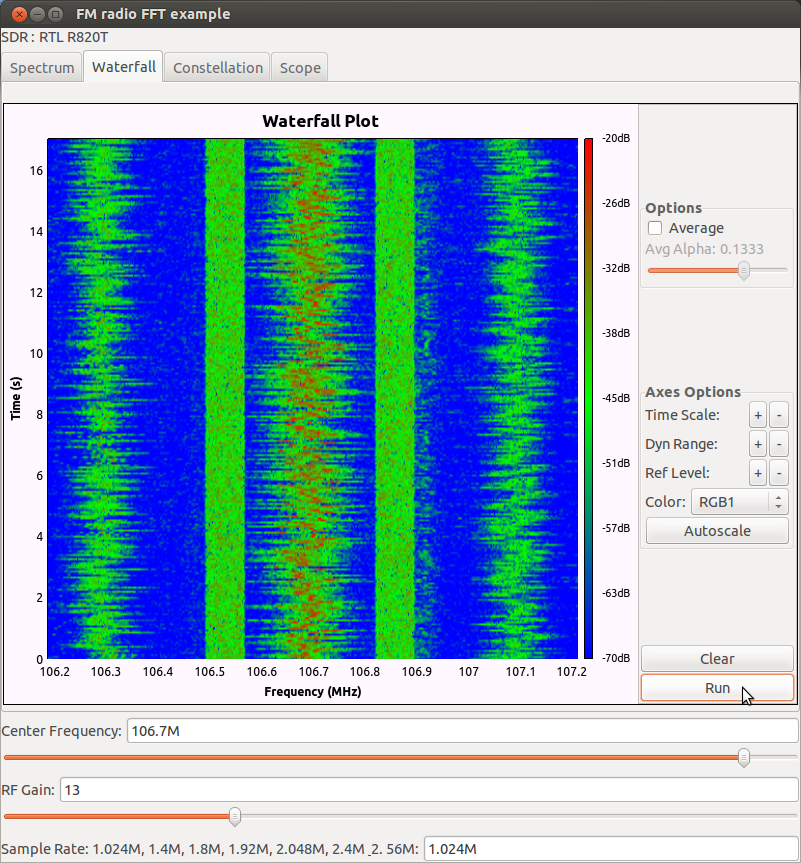 FM radio FFT example
SDR : RTL R820T
Spectrum Waterfall Constellation Scope
Waterfall Plot
Time (s)
16
14
12
10
8
6
4
2
0
106.2 106.3 106.4 106.5 106.6 106.7 106.8 106.9 107 107.1 107.2
Frequency (MHz)
-20dB
-26dB
-32dB
-38dB
-45dB
-51dB
-57dB
-63dB
-70dB
Options
Average
Avg Alpha: 0.1333
Axes Options
Time Scale: + -
Dyn Range: + -
Ref Level: + -
Color: RGB1
Autoscale
Clear
Run
Center Frequency: 106.7M
RF Gain: 13
Sample Rate: 1.024M, 1.4M, 1.8M, 1.92M, 2.048M, 2.4M _2. 56M: 1.024M